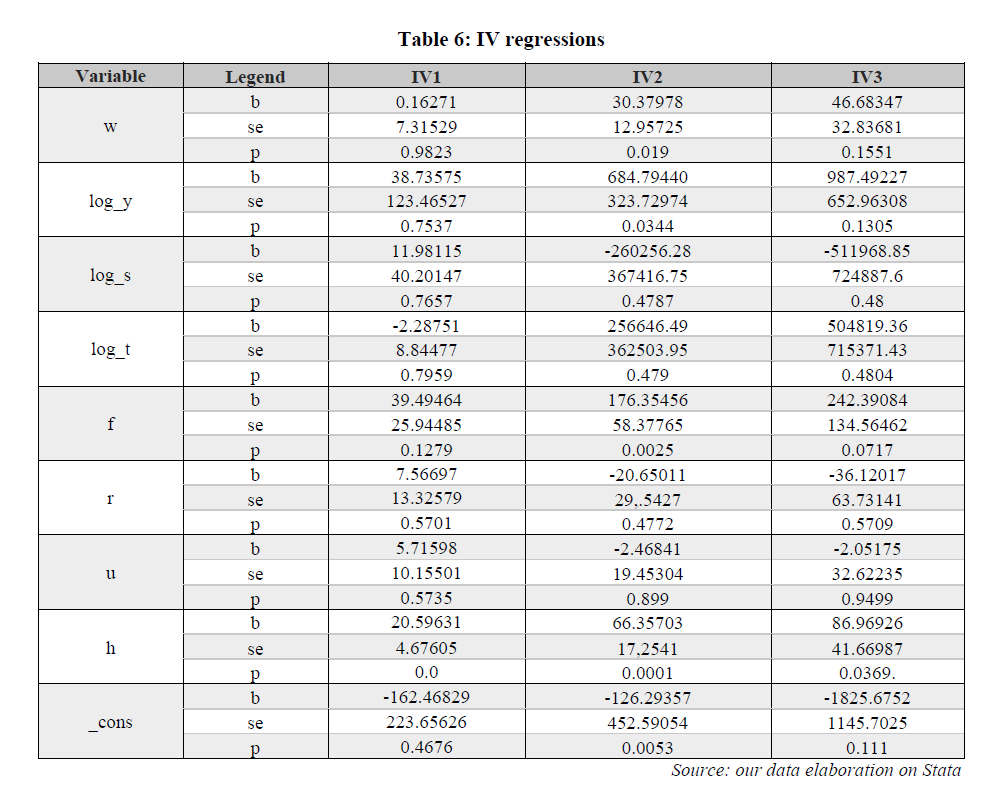 Table 6: IV regressions
Variable Legend IV1 IV2 IV3
b 0.16271 30.37978 46.68347
w se 7.31529 12.95725 32.83681
p 0.9823 0.019 0.1551
b 38.73575 684.79440 987.49227
log_y se 123.46527 323.72974 652.96308
p 0.7537 0.0344 0.1305
b 11.98115 -260256.28 -511968.85
log_s se 40.20147 367416.75 724887.6
p 0.7657 0.4787 0.48
b -2.28751 256646.49 504819.36
log_t se 8.84477 362503.95 715371.43
p 0.7959 0.479 0.4804
b 39.49464 176.35456 242.39084
f se 25.94485 58.37765 134.56462
p 0.1279 0.0025 0.0717
b 7.56697 -20.65011 -36.12017
r se 13.32579 29,.5427 63.73141
p 0.5701 0.4772 0.5709
b 5.71598 -2.46841 -2.05175
u se 10.15501 19.45304 32.62235
p 0.5735 0.899 0.9499
b 20.59631 66.35703 86.96926
h se 4.67605 17,2541 41.66987
p 0.0 0.0001 0.0369.
b -162.46829 -126.29357 -1825.6752
_cons se 223.65626 452.59054 1145.7025
p 0.4676 0.0053 0.111
Source: our data elaboration on Stata